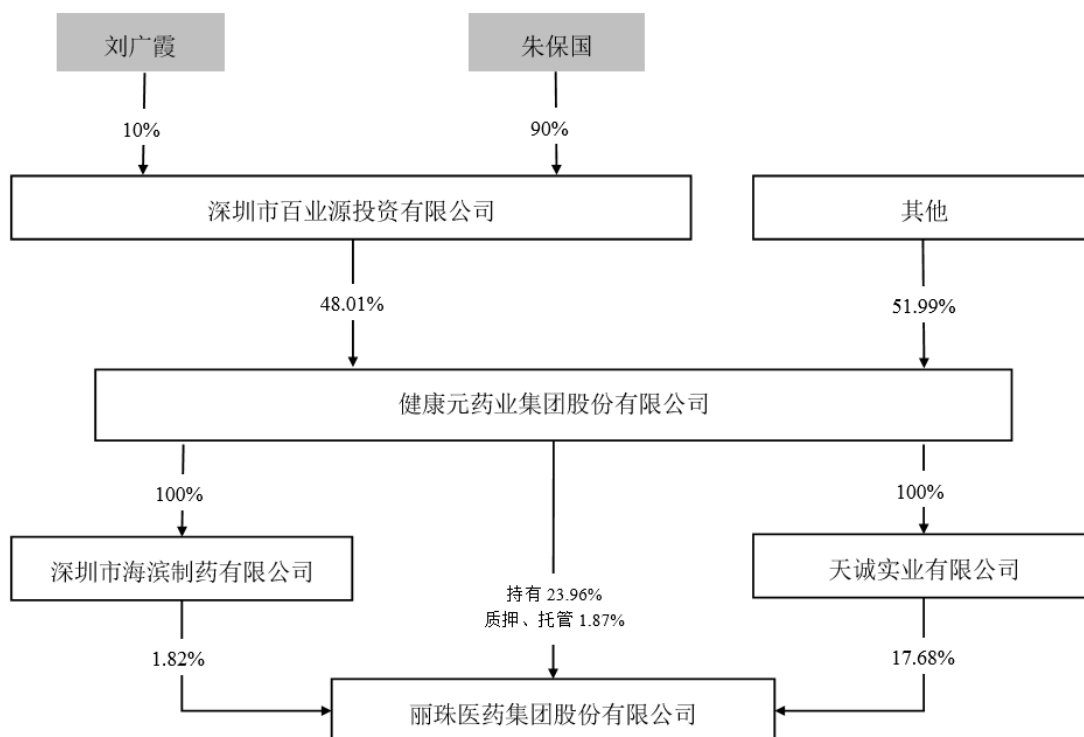 刘广霞
朱保国
10%
90%
深圳市百业源投资有限公司
其他
48.01%
51.99%
健康元药业集团股份有限公司
100%
100%
深圳市海滨制药有限公司
天诚实业有限公司
持有 23.96%
质押、托管 1.87%
1.82%
17.68%
丽珠医药集团股份有限公司